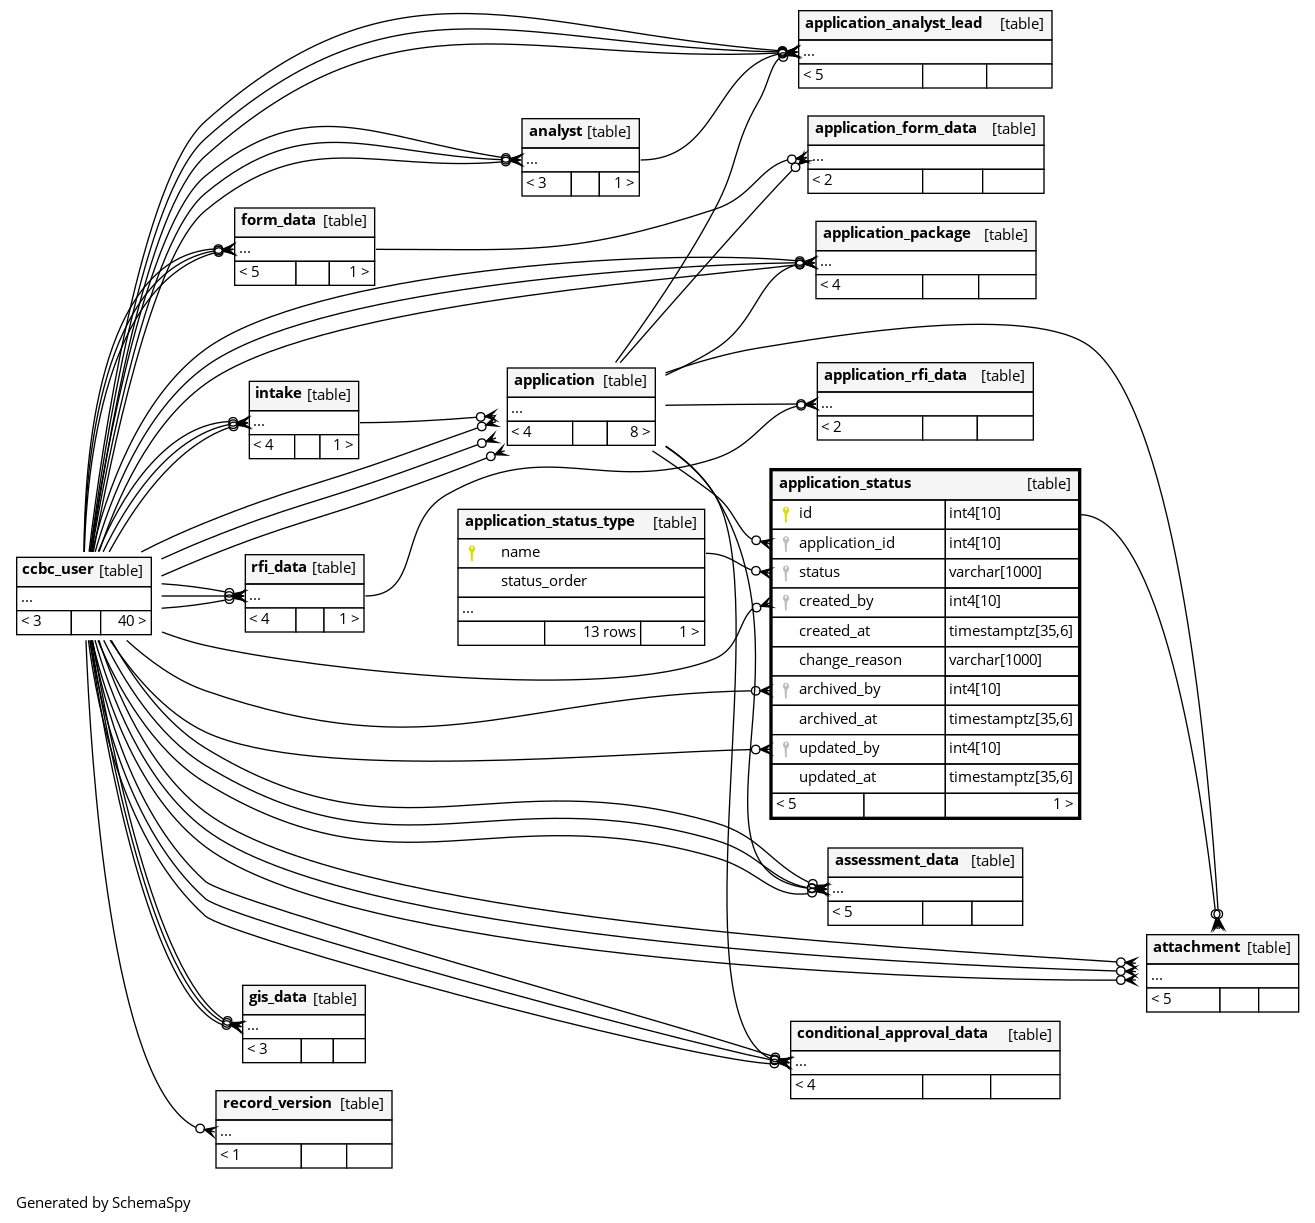 application_analyst_lead [table]
...
< 5
analyst [table]
...
< 3 1 >
application_form_data [table]
...
< 2
form_data [table]
...
< 5 1 >
application_package [table]
...
< 4
intake [table]
...
< 4 1 >
application [table]
...
< 4 8 >
application_rfi_data [table]
...
< 2
application_status [table]
id int4[10]
application_id int4[10]
status varchar[1000]
created_by int4[10]
created_at timestamptz[35,6]
change_reason varchar[1000]
archived_by int4[10]
archived_at timestamptz[35,6]
updated_by int4[10]
updated_at timestamptz[35,6]
< 5 1 >
application_status_type [table]
name
status_order
...
13 rows 1 >
ccbc_user [table]
...
< 3 40 >
rfi_data [table]
...
< 4 1 >
assessment_data [table]
...
< 5
attachment [table]
...
< 5
gis_data [table]
...
< 3
conditional_approval_data [table]
...
< 4
record_version [table]
...
< 1
Generated by SchemaSpy